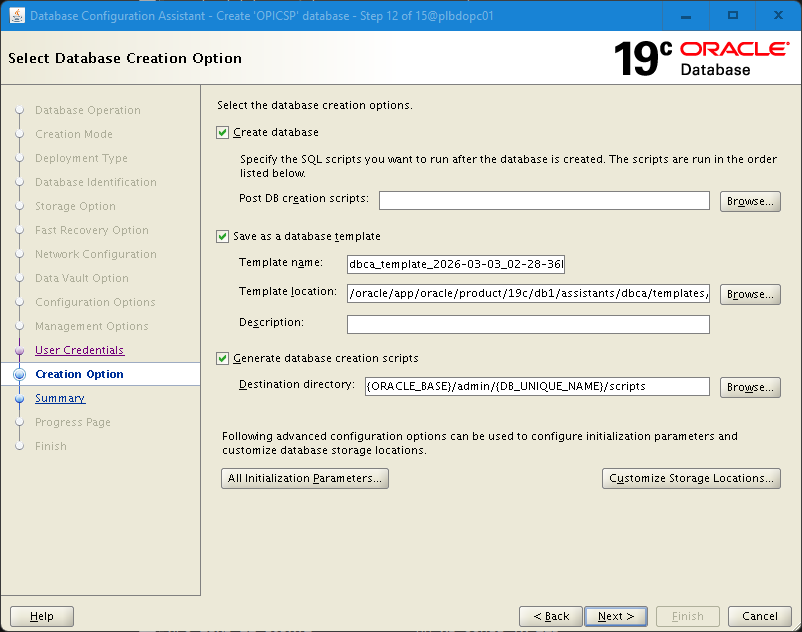 Database Configuration Assistant - Create 'OPICSP' database - Step 12 of 15@plbdopc01
Select Database Creation Option
19c ORACLE
Database
Database Operation
Creation Mode
Deployment Type
Database Identification
Storage Option
Fast Recovery Option
Network Configuration
Data Vault Option
Configuration Options
Management Options
User Credentials
Creation Option
Summary
Progress Page
Finish
Select the database creation options.
Create database
Specify the SQL scripts you want to run after the database is created. The scripts are run in the order
listed below.
Post DB creation scripts:
Browse...
Save as a database template
Template name: dbca_template_2026-03-03_02-28-36
Template location: /oracle/app/oracle/product/19c/db1/assistants/dbca/templates/
Browse...
Description:
Generate database creation scripts
Destination directory: {ORACLE_BASE}/admin/{DB_UNIQUE_NAME}/scripts
Browse...
Following advanced configuration options can be used to configure initialization parameters and
customize database storage locations.
All Initialization Parameters...
Customize Storage Locations...
Help
< Back
Next >
Finish
Cancel